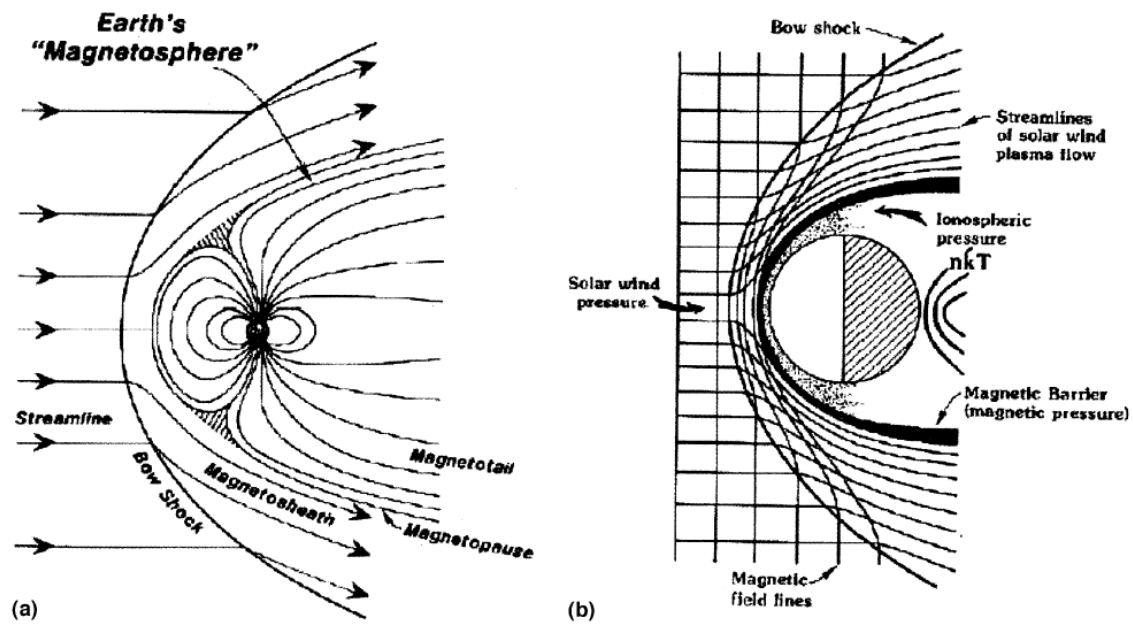 Earth's
"Magnetosphere"
Streamline
Bow Shock
Magnetosheath
Magnetotail
Magnetopause
(a)
Bow shock
Streamlines
of solar wind
plasma flow
Ionospheric
pressure
nkT
Solar wind
pressure
Magnetic Barrier
(magnetic pressure)
Magnetic
field lines
(b)